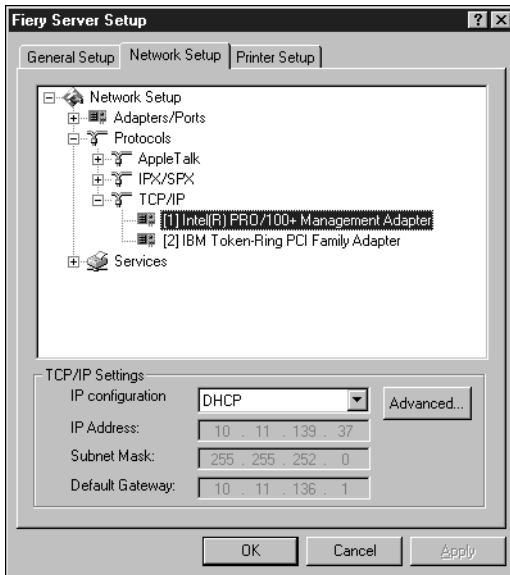 Fiery Server Setup
General Setup
Network Setup
Printer Setup
Network Setup
Adapters/Ports
Protocols
AppleTalk
IPX/SPX
TCP/IP
[1] Intel(R) PRO/100+ Management Adapter
[2] IBM Token-Ring PCI Family Adapter
Services
TCP/IP Settings
IP configuration
DHCP
Advanced...
IP Address:
10 . 11 . 139 . 37
Subnet Mask:
255 . 255 . 252 . 0
Default Gateway:
10 . 11 . 136 . 1
OK
Cancel
Apply